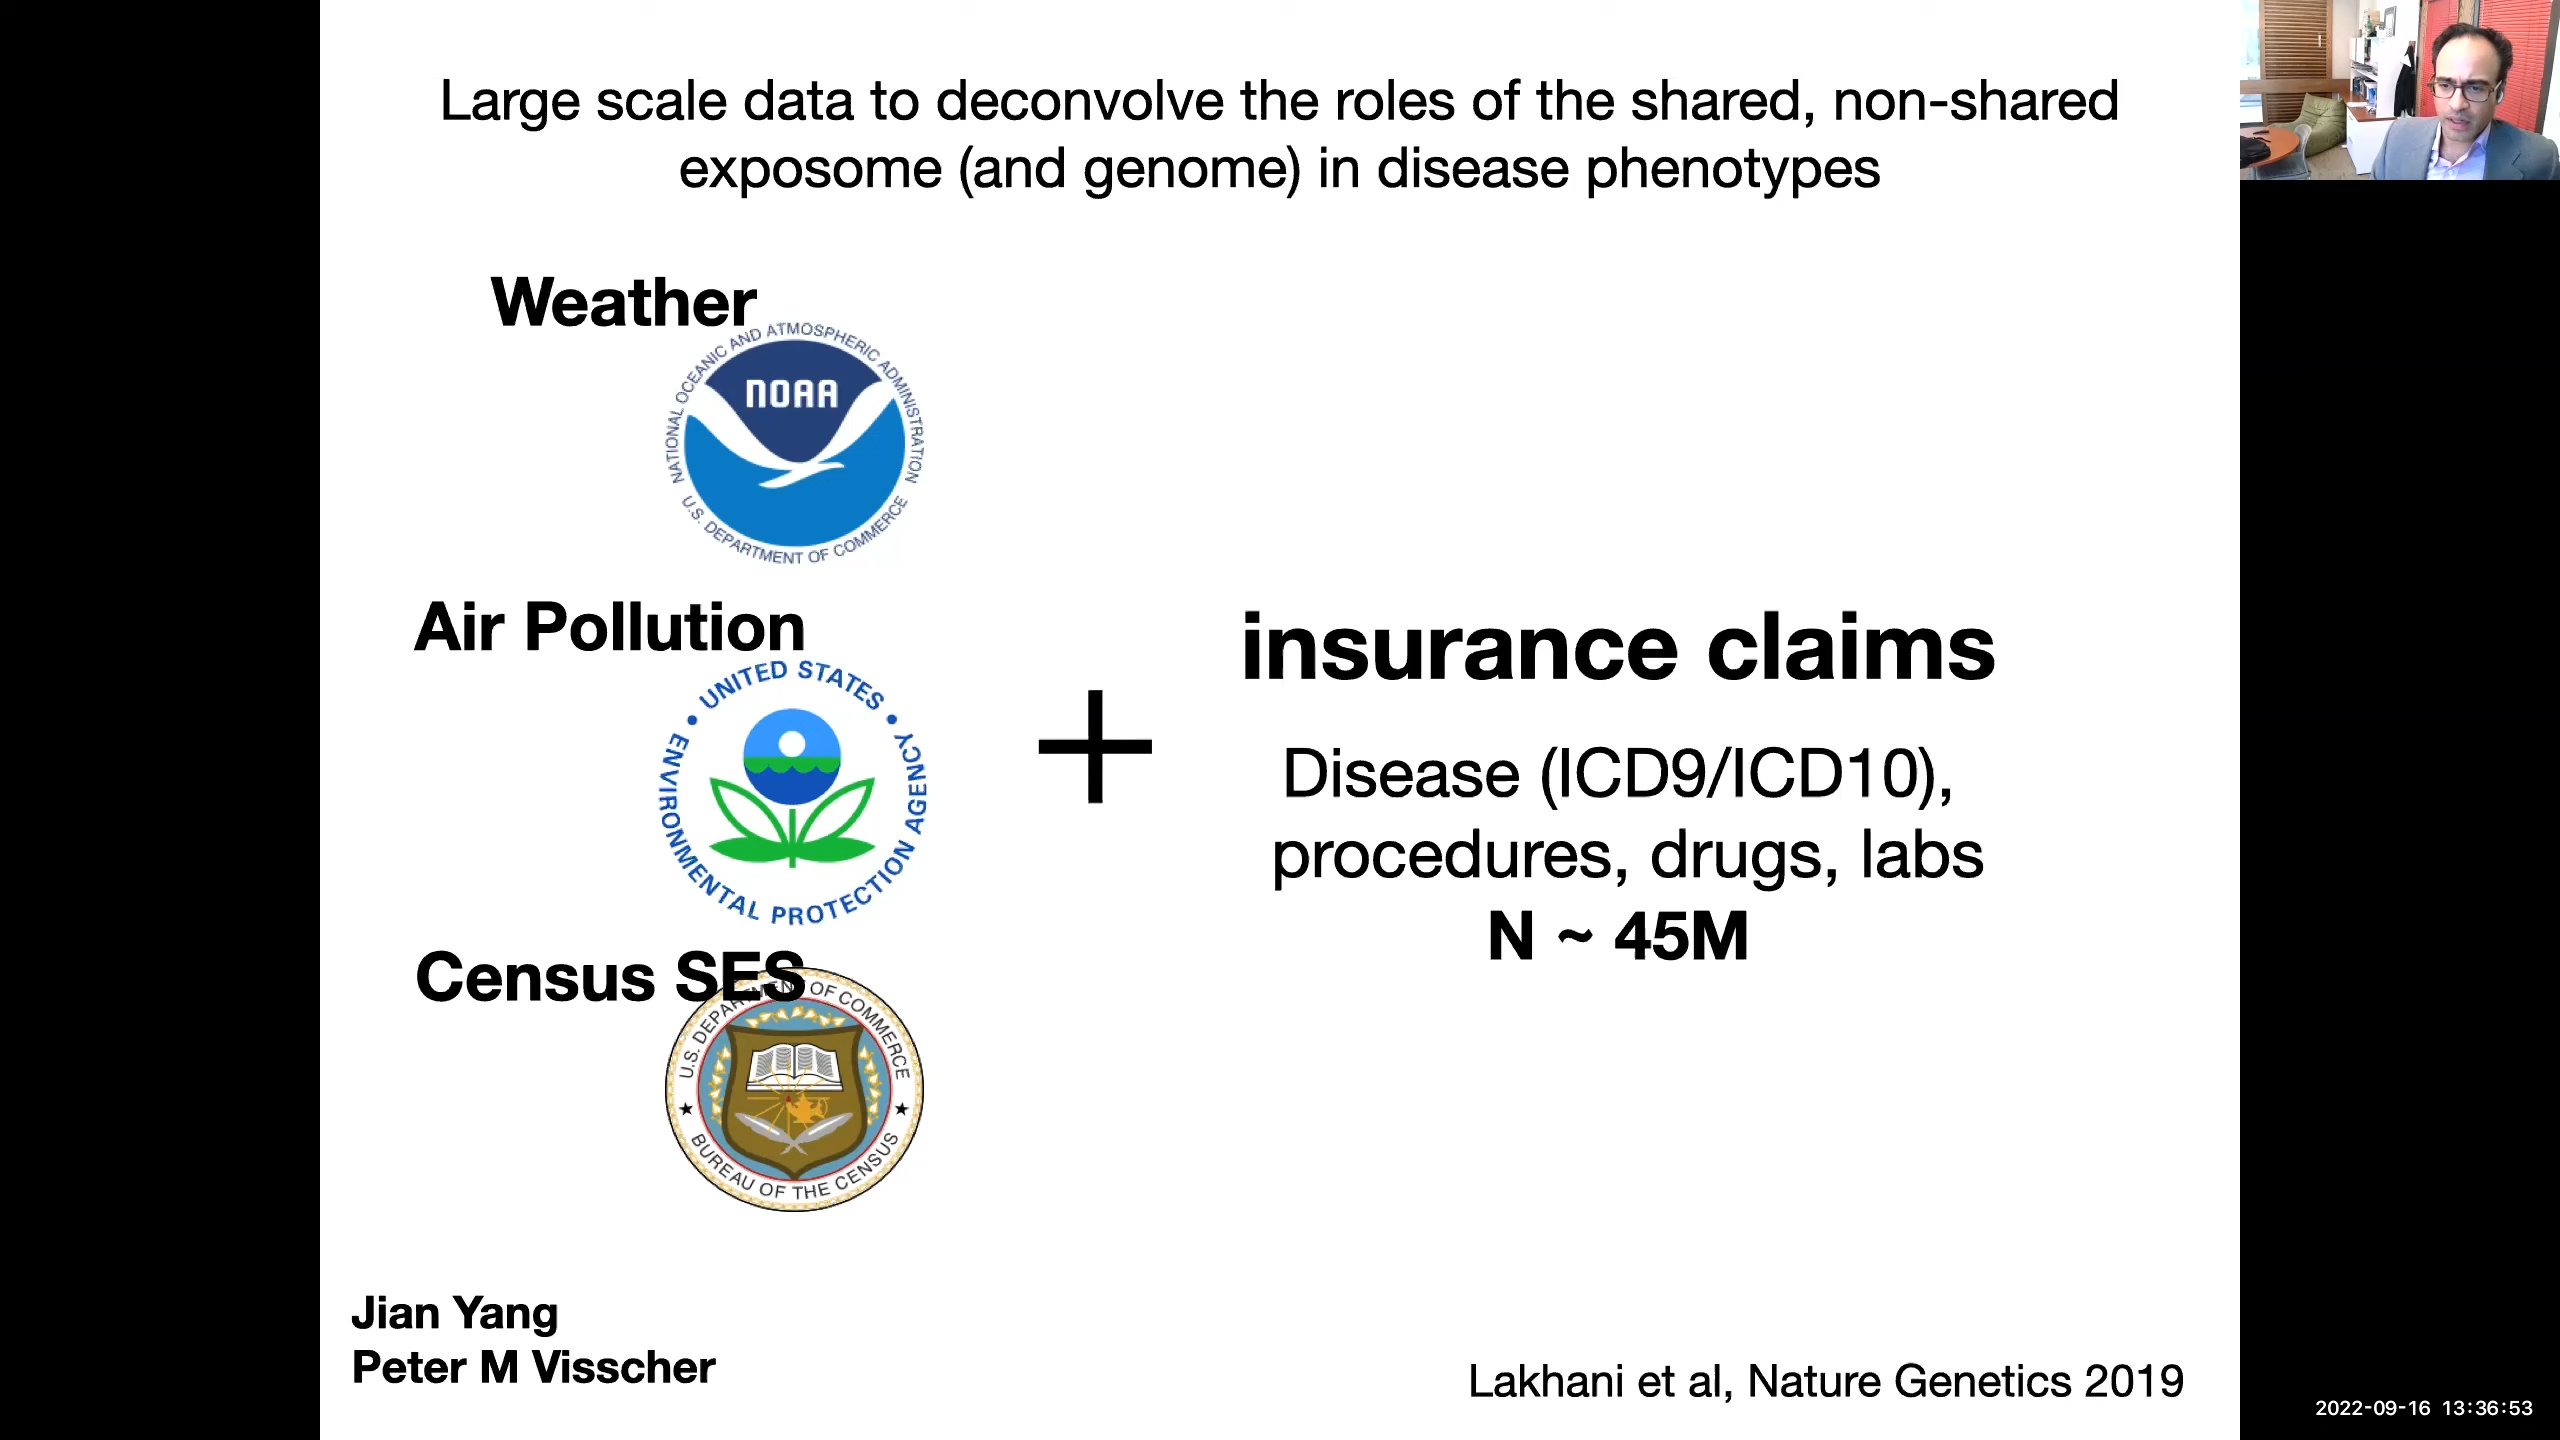 Large scale data to deconvolve the roles of the shared, non-shared
exposome (and genome) in disease phenotypes
Weather
NATIONAL OCEANIC AND ATMOSPHERIC ADMINISTRATION
NOAA
U.S. DEPARTMENT OF COMMERCE
Air Pollution
UNITED STATES
ENVIRONMENTAL PROTECTION AGENCY
Census SES
U.S. DEPARTMENT OF COMMERCE
BUREAU OF THE CENSUS
+
insurance claims
Disease (ICD9/ICD10),
procedures, drugs, labs
N ~ 45M
Jian Yang
Peter M Visscher
Lakhani et al, Nature Genetics 2019
2022-09-16 13:36:53